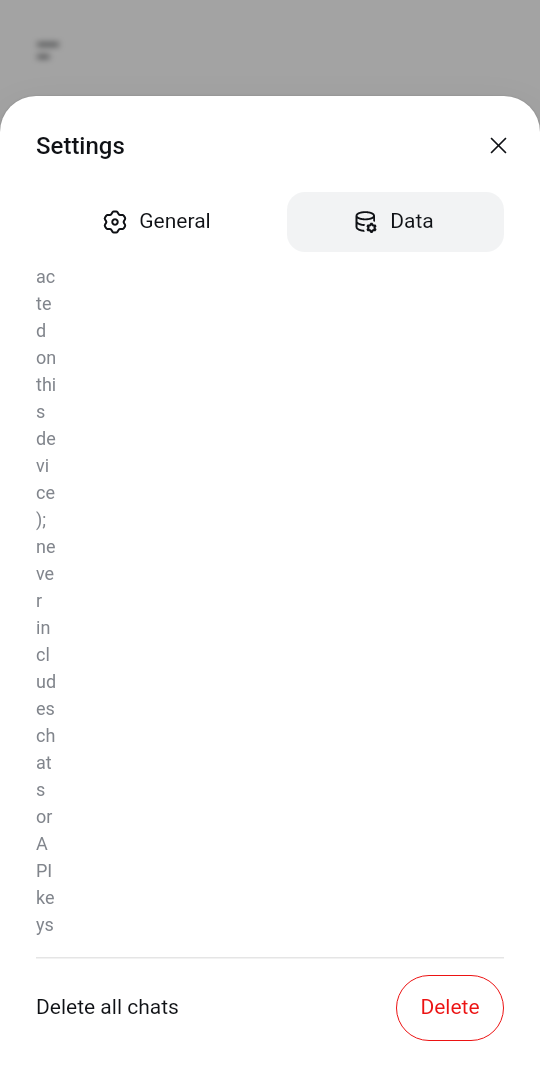 Settings
General
Data
ac
te
d
on
thi
s
de
vi
ce
);
ne
ve
r
in
cl
ud
es
ch
at
s
or
A
PI
ke
ys
Delete all chats
Delete